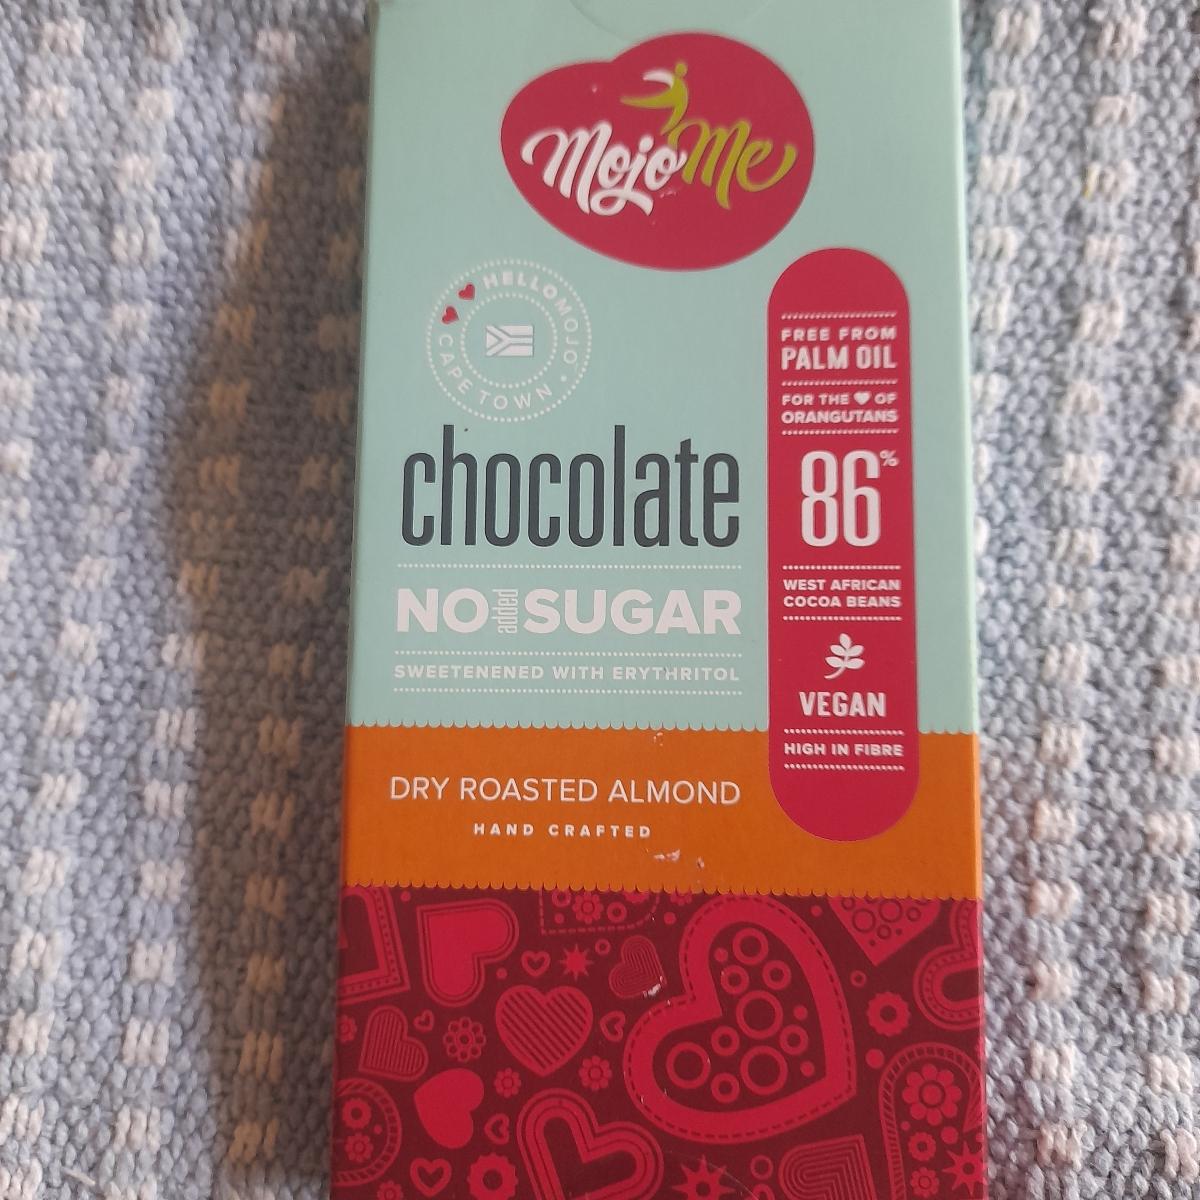 MojoMe
HELLOMOJO • CAPE TOWN
chocolate
NO added SUGAR
SWEETENENED WITH ERYTHRITOL
FREE FROM
PALM OIL
FOR THE ♥ OF
ORANGUTANS
86%
WEST AFRICAN
COCOA BEANS
VEGAN
HIGH IN FIBRE
DRY ROASTED ALMOND
HAND CRAFTED